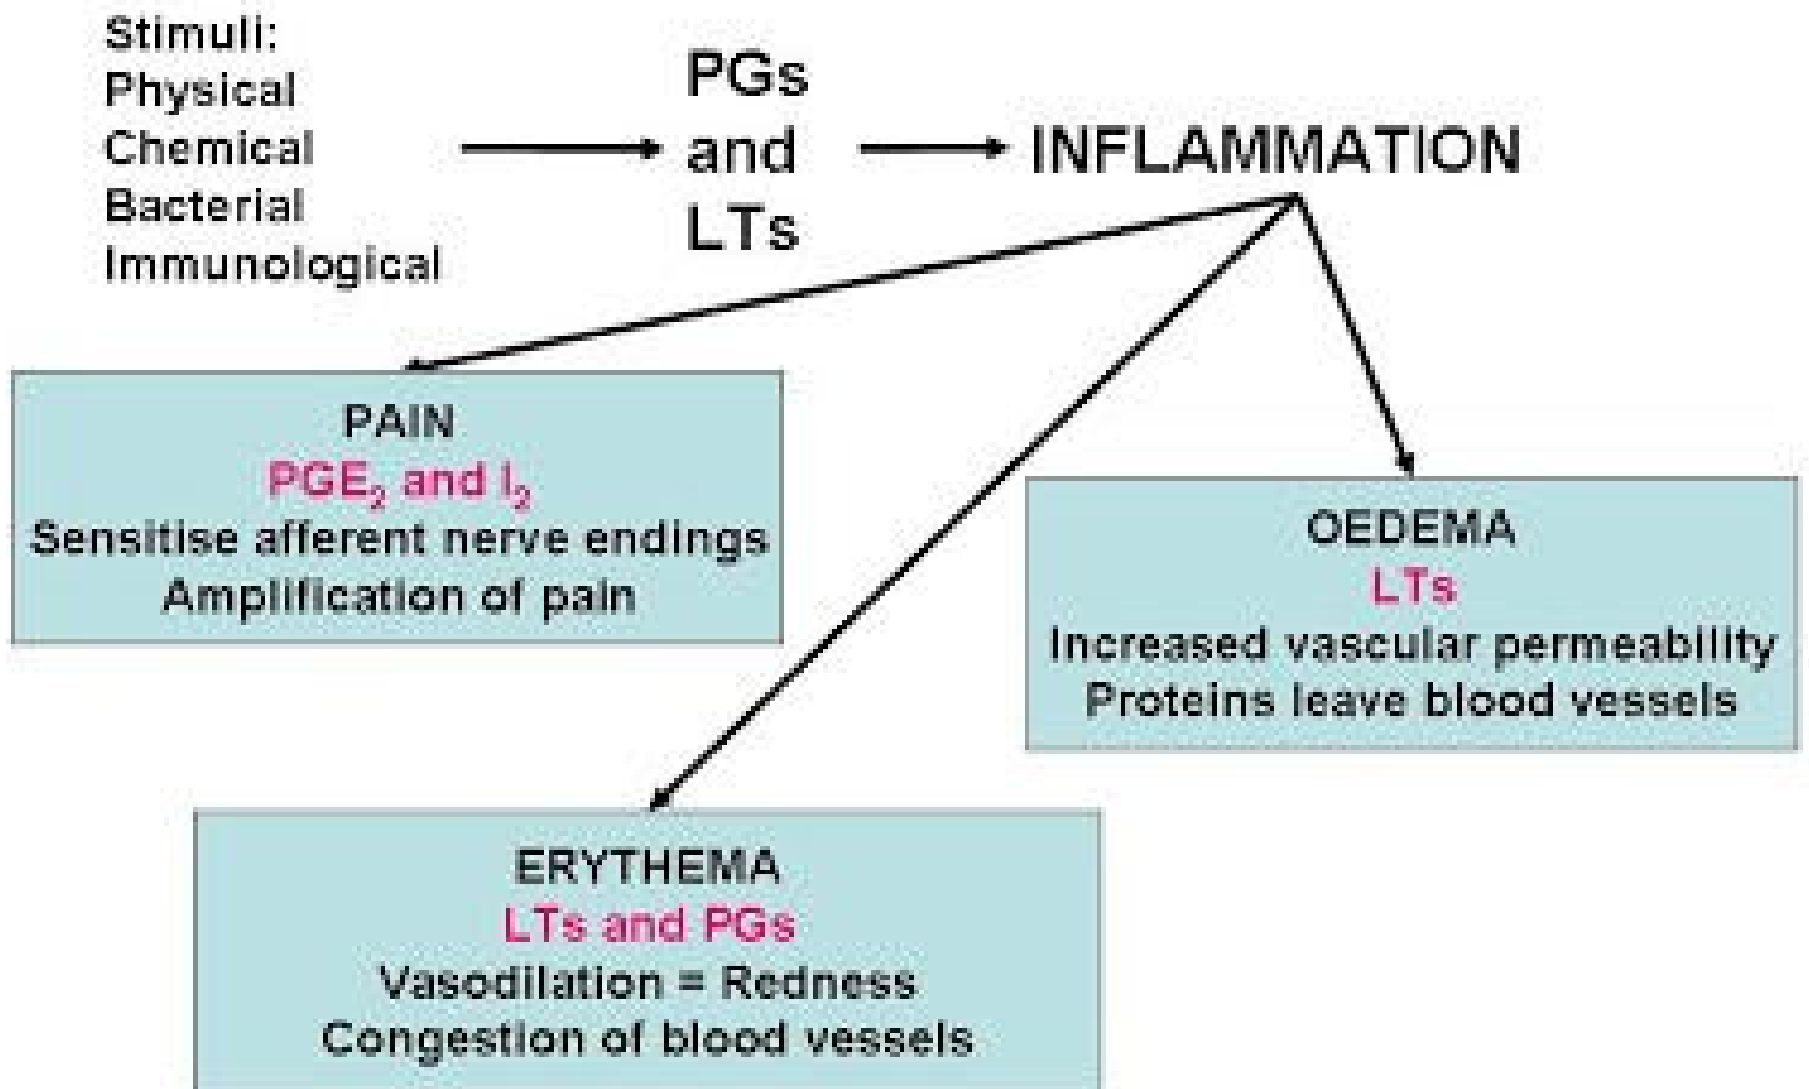 Stimuli:
Physical
Chemical
Bacterial
Immunological
PGs
and
LTs
INFLAMMATION
PAIN
PGE₂ and I₂
Sensitise afferent nerve endings
Amplification of pain
OEDEMA
LTs
Increased vascular permeability
Proteins leave blood vessels
ERYTHEMA
LTs and PGs
Vasodilation = Redness
Congestion of blood vessels